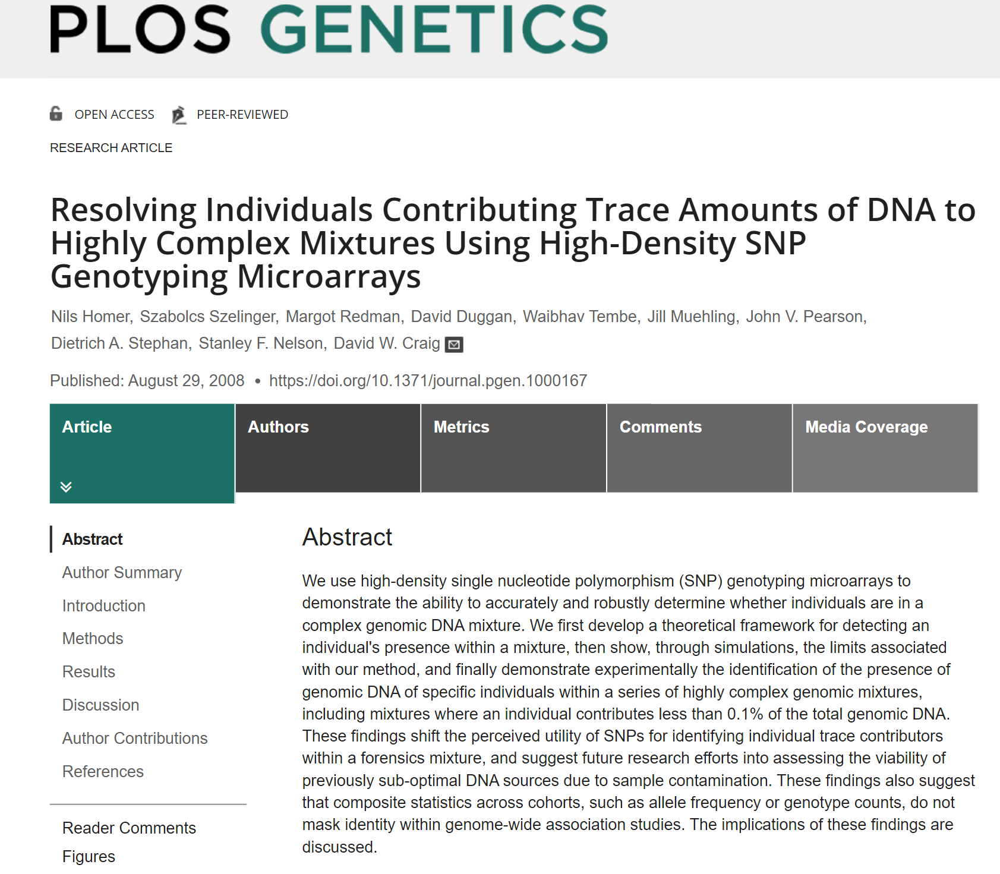 PLOS GENETICS
OPEN ACCESS PEER-REVIEWED
RESEARCH ARTICLE
Resolving Individuals Contributing Trace Amounts of DNA to
Highly Complex Mixtures Using High-Density SNP
Genotyping Microarrays
Nils Homer, Szabolcs Szelinger, Margot Redman, David Duggan, Waibhav Tembe, Jill Muehling, John V. Pearson,
Dietrich A. Stephan, Stanley F. Nelson, David W. Craig
Published: August 29, 2008 • https://doi.org/10.1371/journal.pgen.1000167
Article Authors Metrics Comments Media Coverage
Abstract
Author Summary
Introduction
Methods
Results
Discussion
Author Contributions
References
Reader Comments
Figures
Abstract
We use high-density single nucleotide polymorphism (SNP) genotyping microarrays to
demonstrate the ability to accurately and robustly determine whether individuals are in a
complex genomic DNA mixture. We first develop a theoretical framework for detecting an
individual's presence within a mixture, then show, through simulations, the limits associated
with our method, and finally demonstrate experimentally the identification of the presence of
genomic DNA of specific individuals within a series of highly complex genomic mixtures,
including mixtures where an individual contributes less than 0.1% of the total genomic DNA.
These findings shift the perceived utility of SNPs for identifying individual trace contributors
within a forensics mixture, and suggest future research efforts into assessing the viability of
previously sub-optimal DNA sources due to sample contamination. These findings also suggest
that composite statistics across cohorts, such as allele frequency or genotype counts, do not
mask identity within genome-wide association studies. The implications of these findings are
discussed.